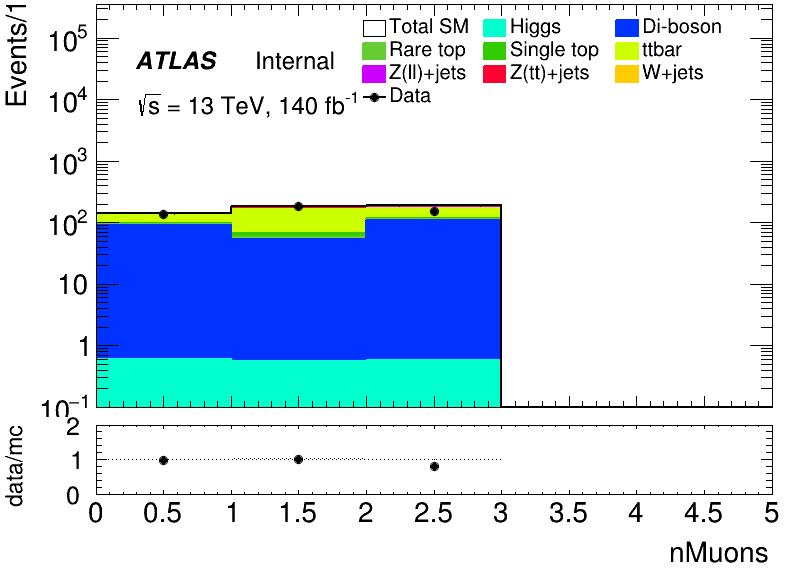 Events/1
10⁵
10⁴
10³
10²
10
1
10⁻¹
ATLAS Internal
√s = 13 TeV, 140 fb⁻¹
Total SM Higgs Di-boson
Rare top Single top ttbar
Z(ll)+jets Z(tt)+jets W+jets
Data
data/mc
2
1
0
0 0.5 1 1.5 2 2.5 3 3.5 4 4.5 5
nMuons